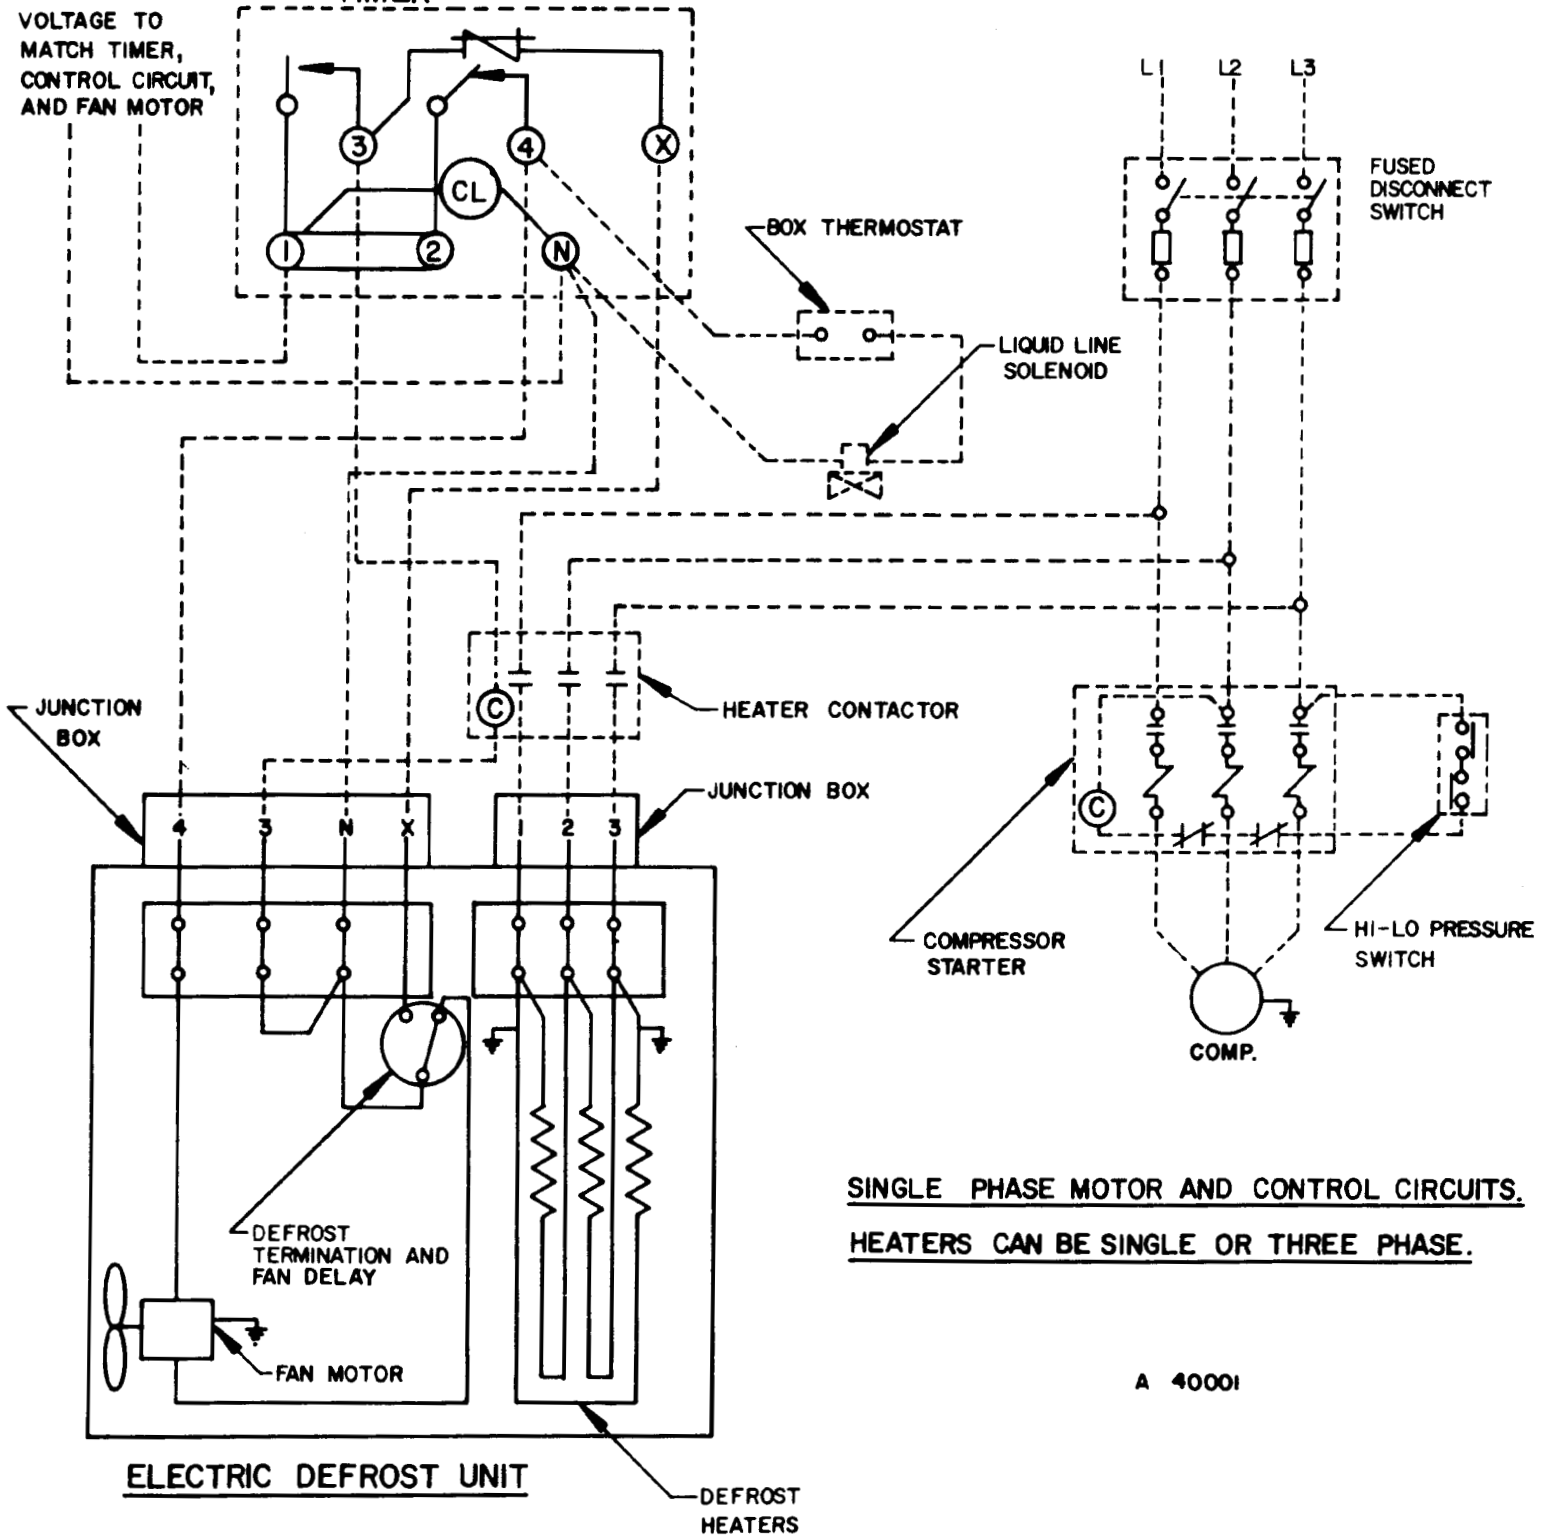 VOLTAGE TO
MATCH TIMER,
CONTROL CIRCUIT,
AND FAN MOTOR
3
4
X
CL
1
2
N
L1
L2
L3
FUSED
DISCONNECT
SWITCH
BOX THERMOSTAT
LIQUID LINE
SOLENOID
JUNCTION
BOX
C
HEATER CONTACTOR
JUNCTION BOX
4
3
N
X
1
2
3
C
COMPRESSOR
STARTER
HI-LO PRESSURE
SWITCH
COMP.
DEFROST
TERMINATION AND
FAN DELAY
FAN MOTOR
SINGLE PHASE MOTOR AND CONTROL CIRCUITS.
HEATERS CAN BE SINGLE OR THREE PHASE.
A 40001
ELECTRIC DEFROST UNIT
DEFROST
HEATERS